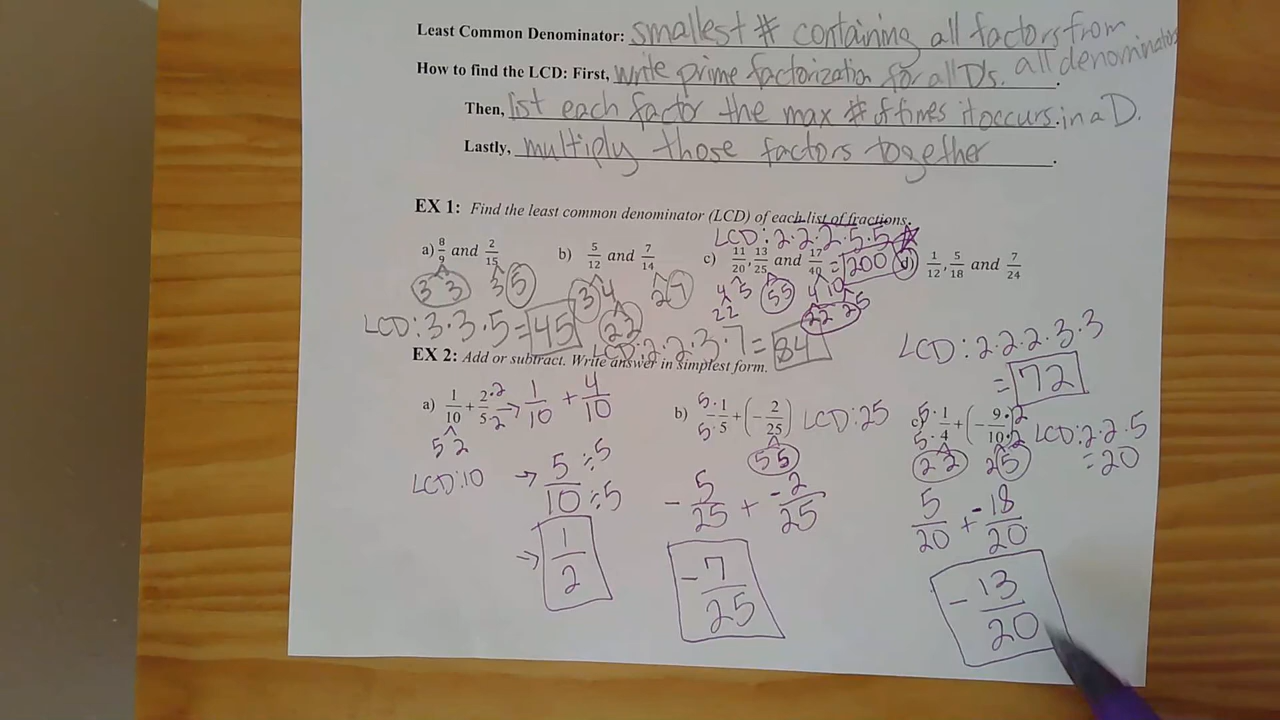 Least Common Denominator: smallest # containing all factors from
all denominators
How to find the LCD: First, write prime factorization for all D's.
Then, list each factor the max # of times it occurs in a D.
Lastly, multiply those factors together.
EX 1: Find the least common denominator (LCD) of each list of fractions.
LCD: 2·2·2·5·5
a) 8/9 and 2/15 b) 5/12 and 7/14 c) 11/20, 13/25 and 17/40 = 200 d) 1/12, 5/18 and 7/24
3 3 3 5 3 4 2 7 4 5 5 5 4 10
2 2 2 2 2 2 2 5
LCD: 3·3·5 = 45
LCD: 2·2·3·7 = 84
LCD: 2·2·2·3·3
= 72
EX 2: Add or subtract. Write answer in simplest form.
a) 1/10 + 2·2/5·2 → 1/10 + 4/10
5 2
LCD: 10
→ 5÷5/10÷5
→ 1/2
b) 5·1/5·5 + (-2/25) LCD: 25
5 5
-5/25 + -2/25
-7/25
c) 5·1/5·4 + (-9·2/10·2) LCD: 2·2·5
= 20
2 2 2 5
5/20 + -18/20
-13/20